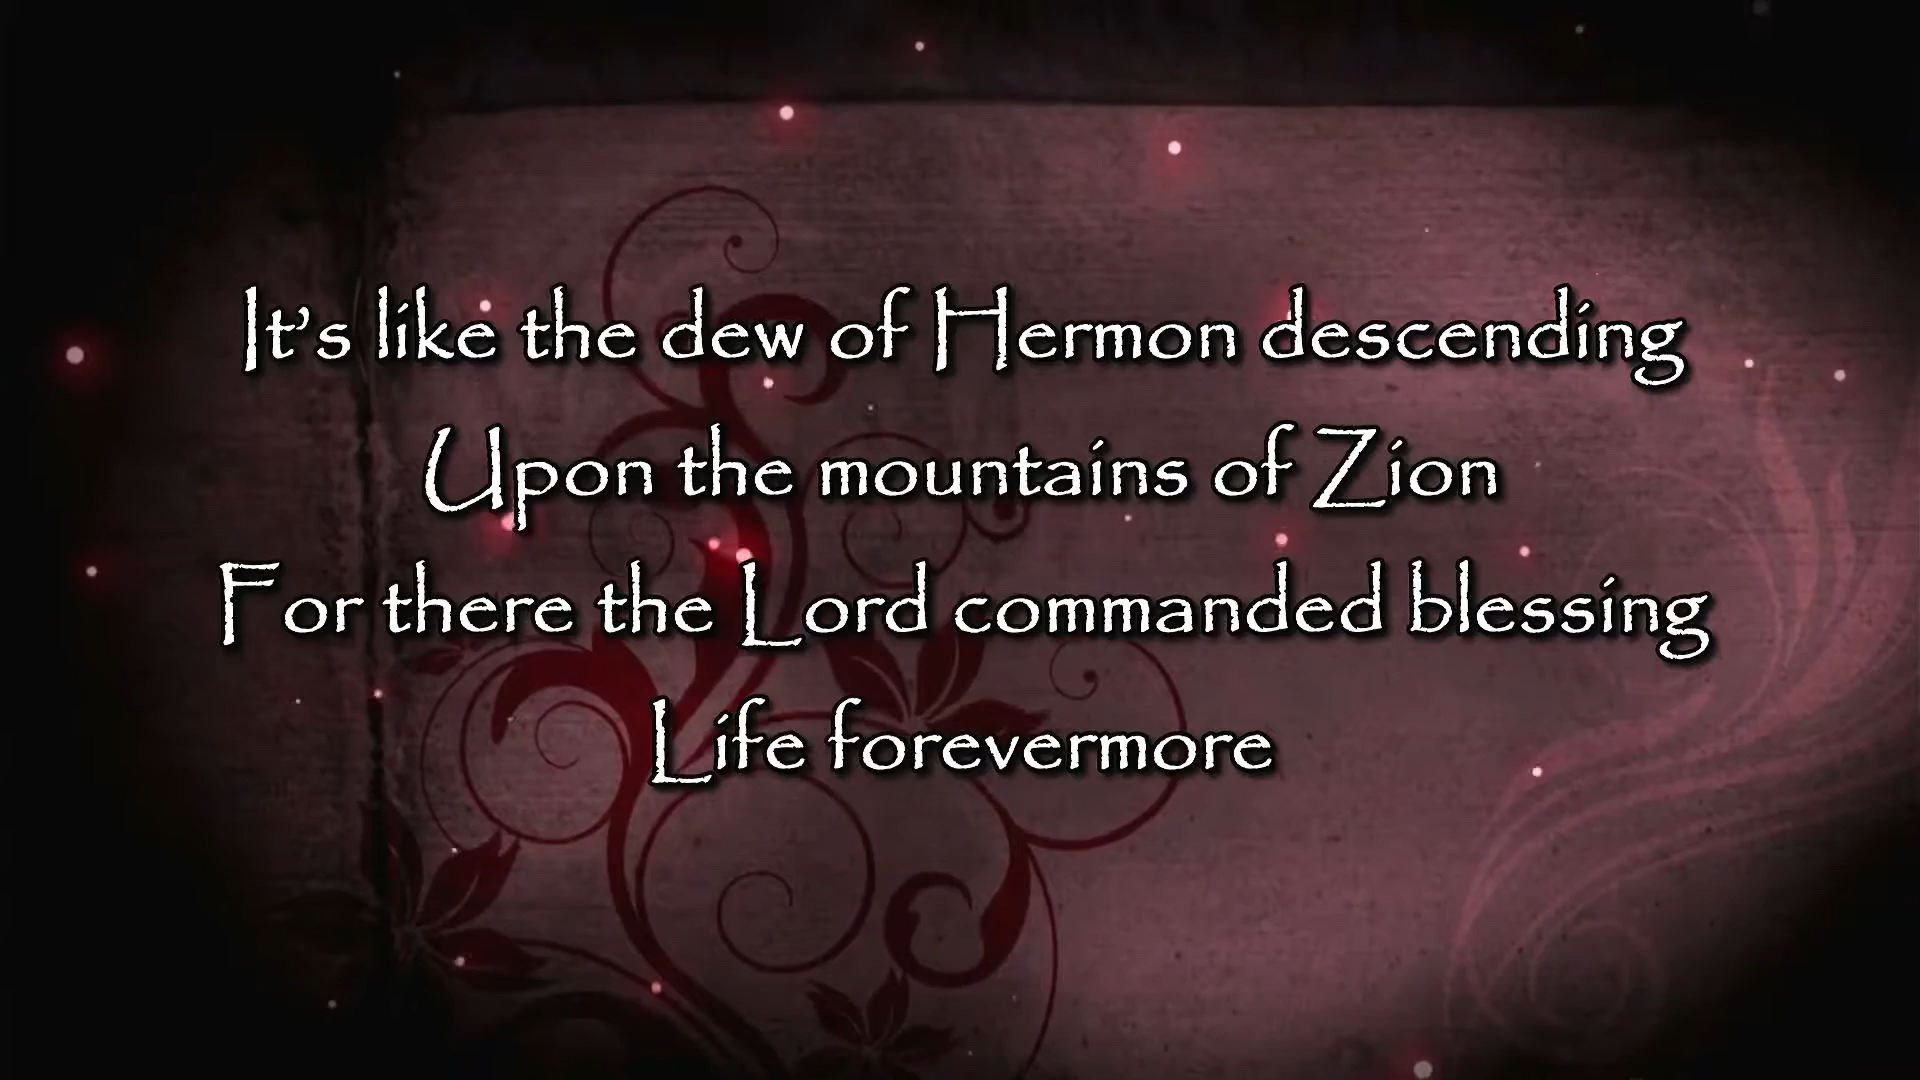 It's like the dew of Hermon descending
Upon the mountains of Zion
For there the Lord commanded blessing
Life forevermore